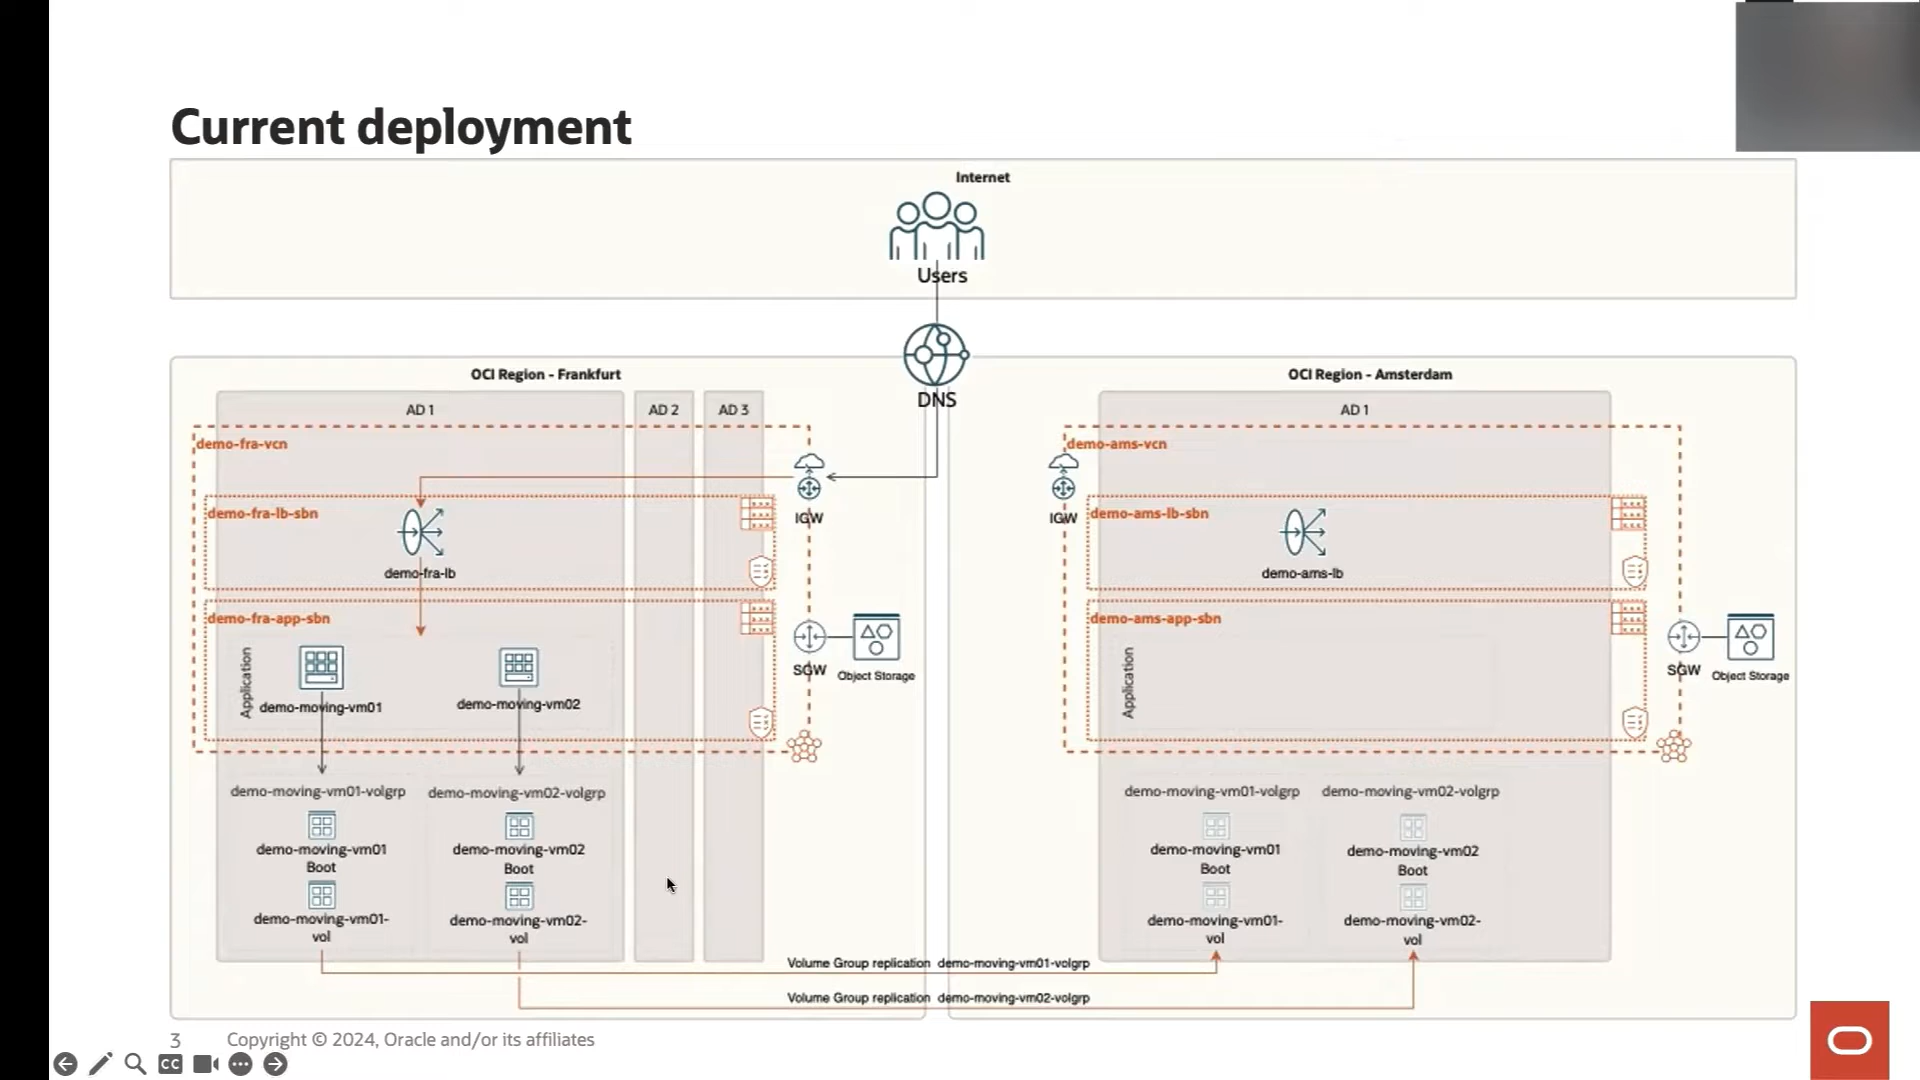 Current deployment
Internet
Users
DNS
OCI Region - Frankfurt
AD 1
AD 2
AD 3
demo-fra-vcn
IGW
demo-fra-lb-sbn
demo-fra-lb
demo-fra-app-sbn
Application
demo-moving-vm01
demo-moving-vm02
SGW
Object Storage
demo-moving-vm01-volgrp
demo-moving-vm02-volgrp
demo-moving-vm01
Boot
demo-moving-vm02
Boot
demo-moving-vm01-
vol
demo-moving-vm02-
vol
OCI Region - Amsterdam
AD 1
demo-ams-vcn
IGW
demo-ams-lb-sbn
demo-ams-lb
demo-ams-app-sbn
Application
SGW
Object Storage
demo-moving-vm01-volgrp
demo-moving-vm02-volgrp
demo-moving-vm01
Boot
demo-moving-vm02
Boot
demo-moving-vm01-
vol
demo-moving-vm02-
vol
Volume Group replication demo-moving-vm01-volgrp
Volume Group replication demo-moving-vm02-volgrp
3
Copyright © 2024, Oracle and/or its affiliates
CC